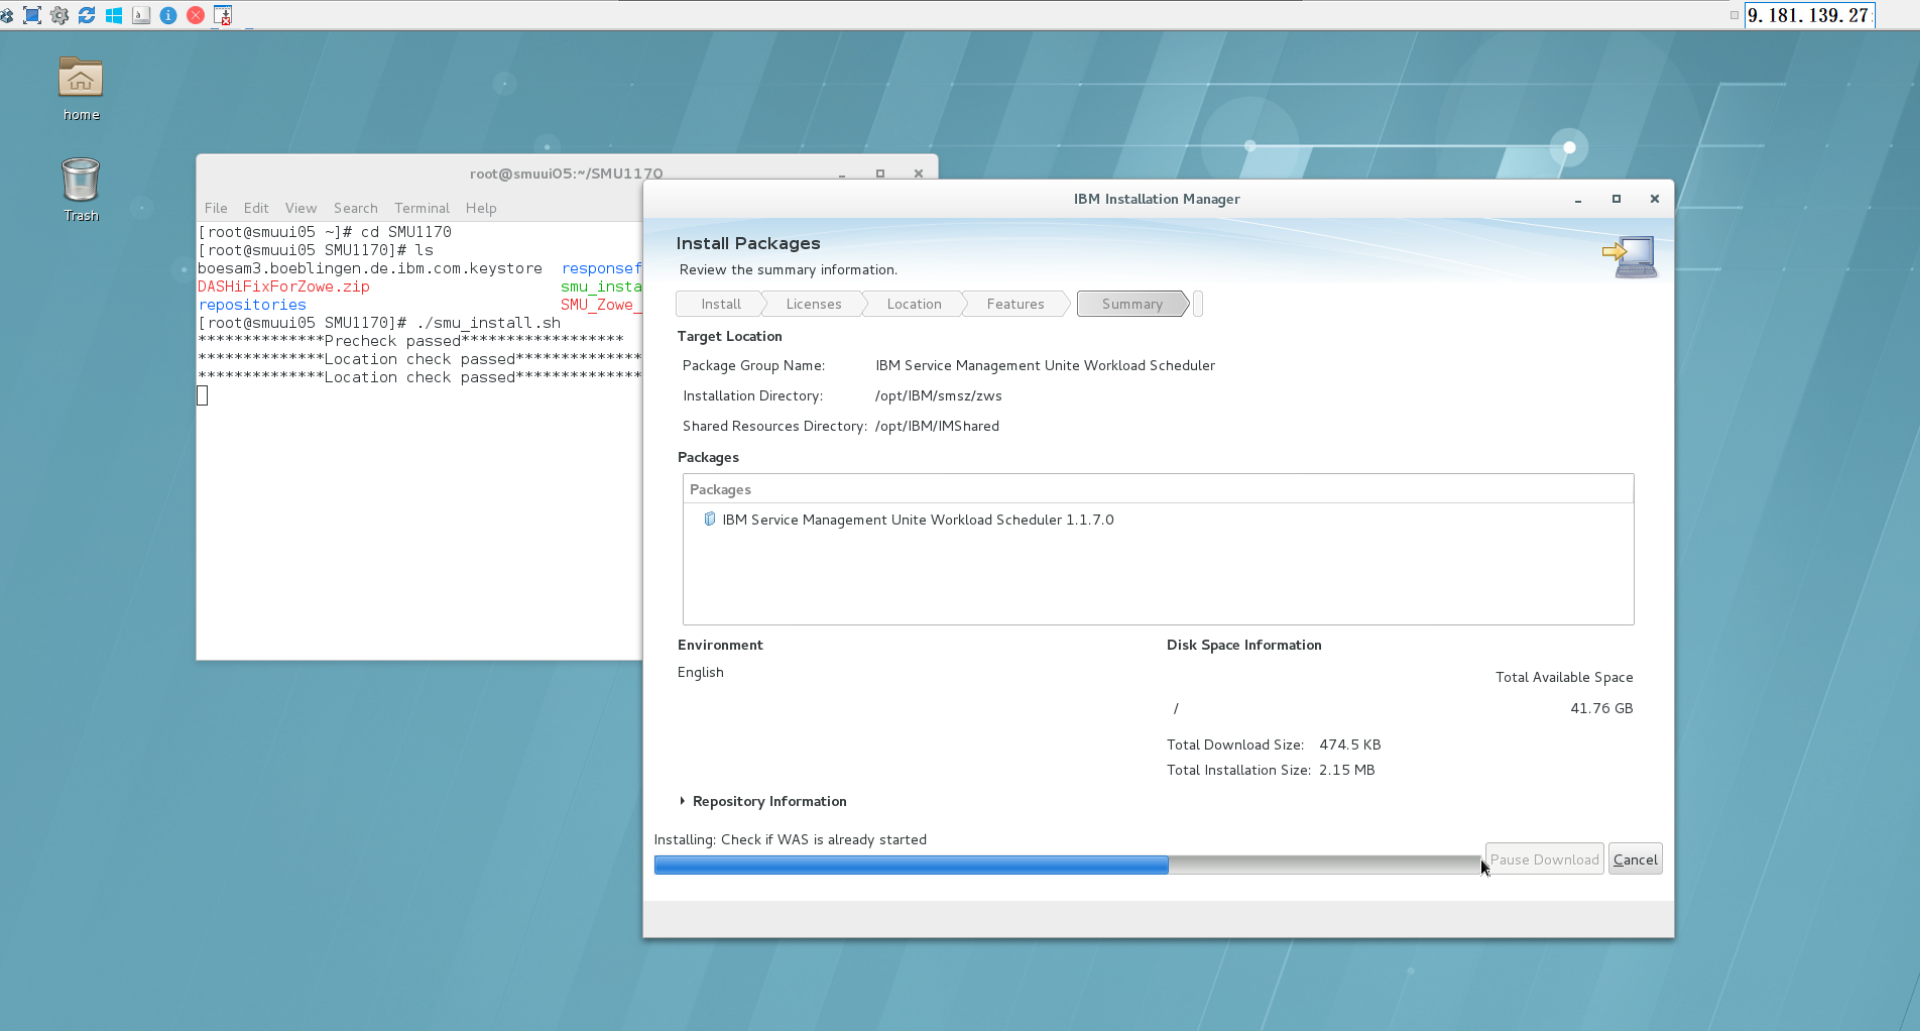 9.181.139.27:
home
Trash
root@smuui05:~/SMU1170
File Edit View Search Terminal Help
[root@smuui05 ~]# cd SMU1170
[root@smuui05 SMU1170]# ls
boesam3.boeblingen.de.ibm.com.keystore responsef
DASHiFixForZowe.zip smu_insta
repositories SMU_Zowe_
[root@smuui05 SMU1170]# ./smu_install.sh
**************Precheck passed******************
**************Location check passed**************
**************Location check passed**************
IBM Installation Manager
Install Packages
Review the summary information.
Install Licenses Location Features Summary
Target Location
Package Group Name: IBM Service Management Unite Workload Scheduler
Installation Directory: /opt/IBM/smsz/zws
Shared Resources Directory: /opt/IBM/IMShared
Packages
Packages
IBM Service Management Unite Workload Scheduler 1.1.7.0
Environment
English
Disk Space Information
Total Available Space
/ 41.76 GB
Total Download Size: 474.5 KB
Total Installation Size: 2.15 MB
Repository Information
Installing: Check if WAS is already started
Pause Download Cancel